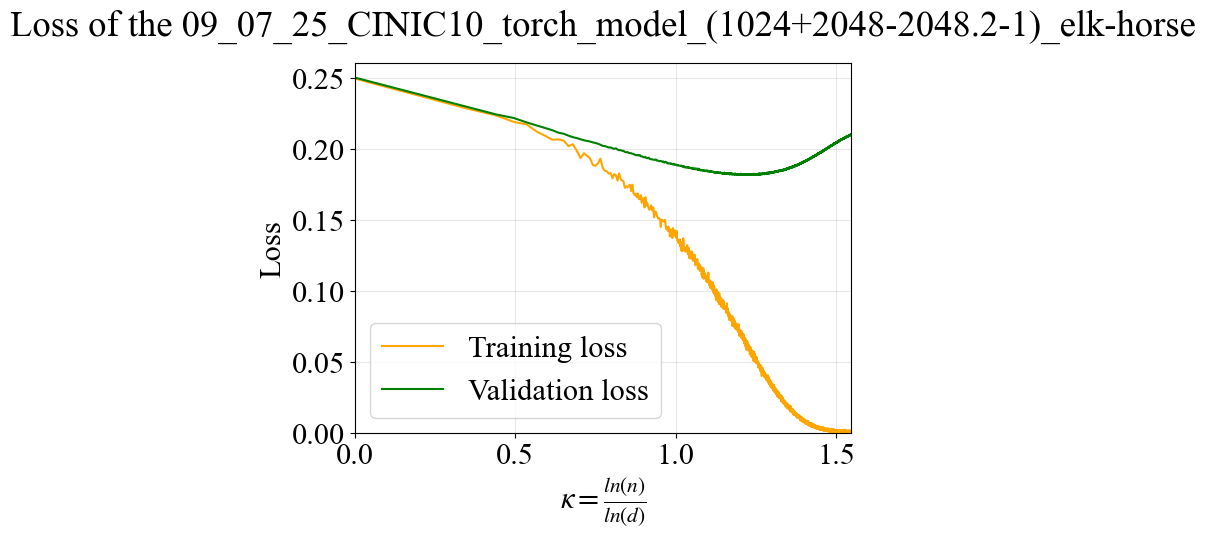 Loss of the 09_07_25_CINIC10_torch_model_(1024+2048-2048.2-1)_elk-horse
0.25
0.20
0.15
0.10
0.05
0.00
Loss
Training loss
Validation loss
0.0 0.5 1.0 1.5
κ = ln(n)/ln(d)